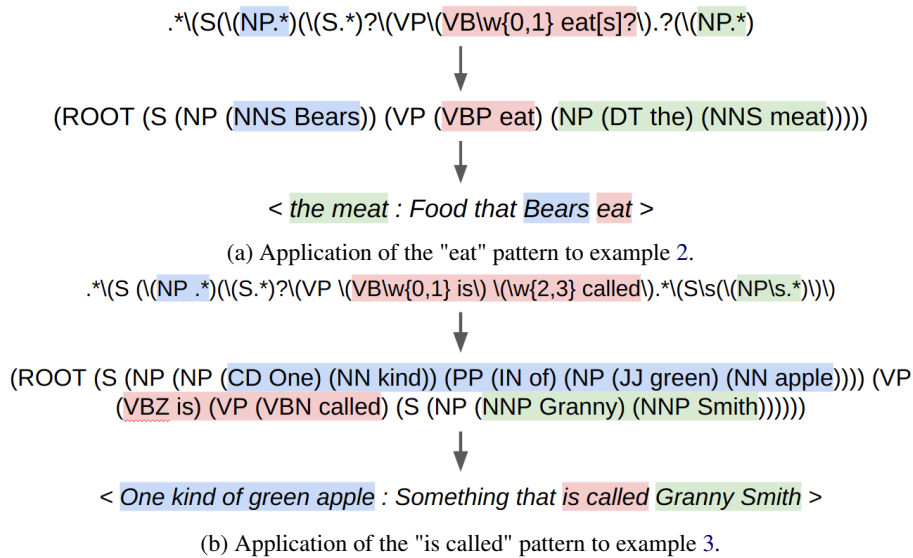 .*\(S(\(NP.*)(\(S.*)?\(VP\(VB\w{0,1} eat[s]?\).?(\(NP.*)
(ROOT (S (NP (NNS Bears)) (VP (VBP eat) (NP (DT the) (NNS meat)))))
< the meat : Food that Bears eat >
(a) Application of the "eat" pattern to example 2.
.*\(S (\(NP .*)(\(S.*)?\(VP \(VB\w{0,1} is\) \(\w{2,3} called\).*\(S\s(\(NP\s.*)\)\)
(ROOT (S (NP (NP (CD One) (NN kind)) (PP (IN of) (NP (JJ green) (NN apple)))) (VP
(VBZ is) (VP (VBN called) (S (NP (NNP Granny) (NNP Smith))))))
< One kind of green apple : Something that is called Granny Smith >
(b) Application of the "is called" pattern to example 3.